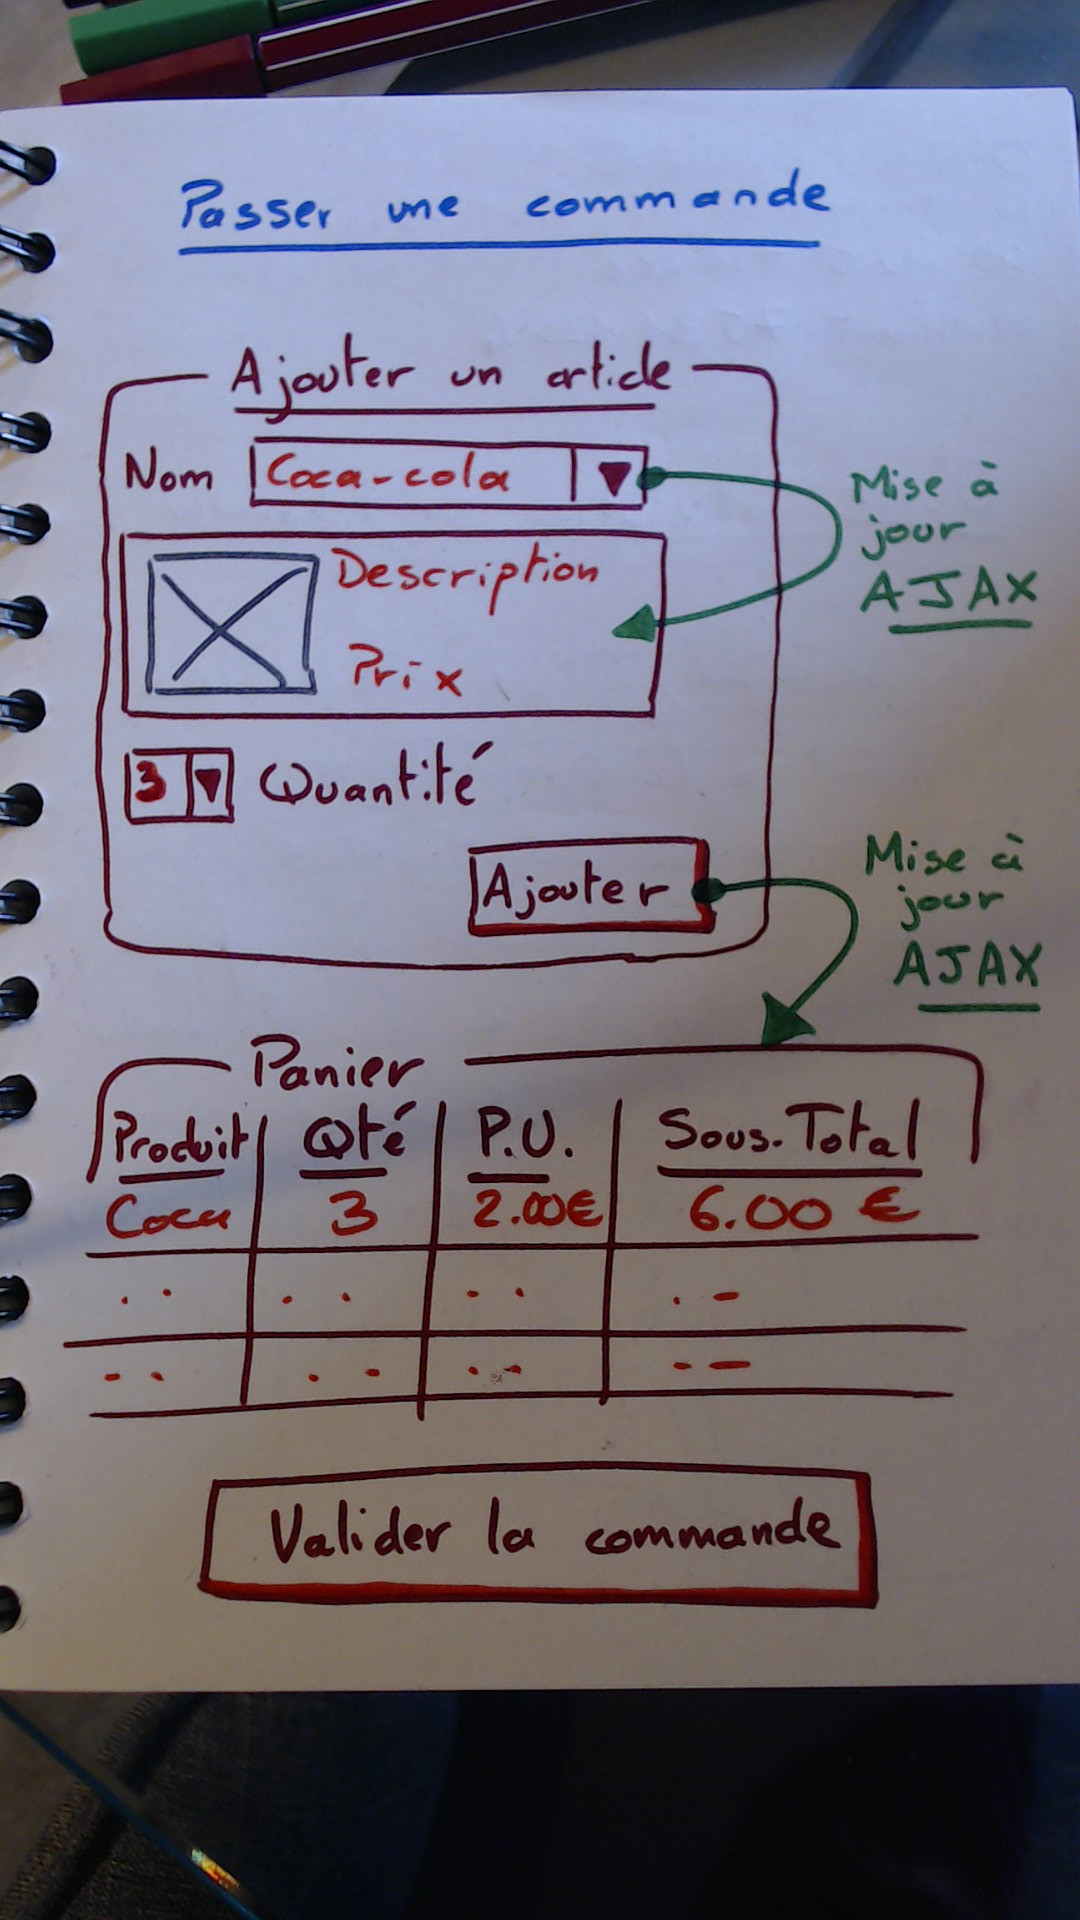 Passer une commande
Ajouter un article
Nom Coca-cola
Mise à
jour
AJAX
Description
Prix
3 Quantité
Ajouter
Mise à
jour
AJAX
Panier
Produit Qté P.U. Sous-Total
Coca 3 2.00€ 6.00 €
Valider la commande